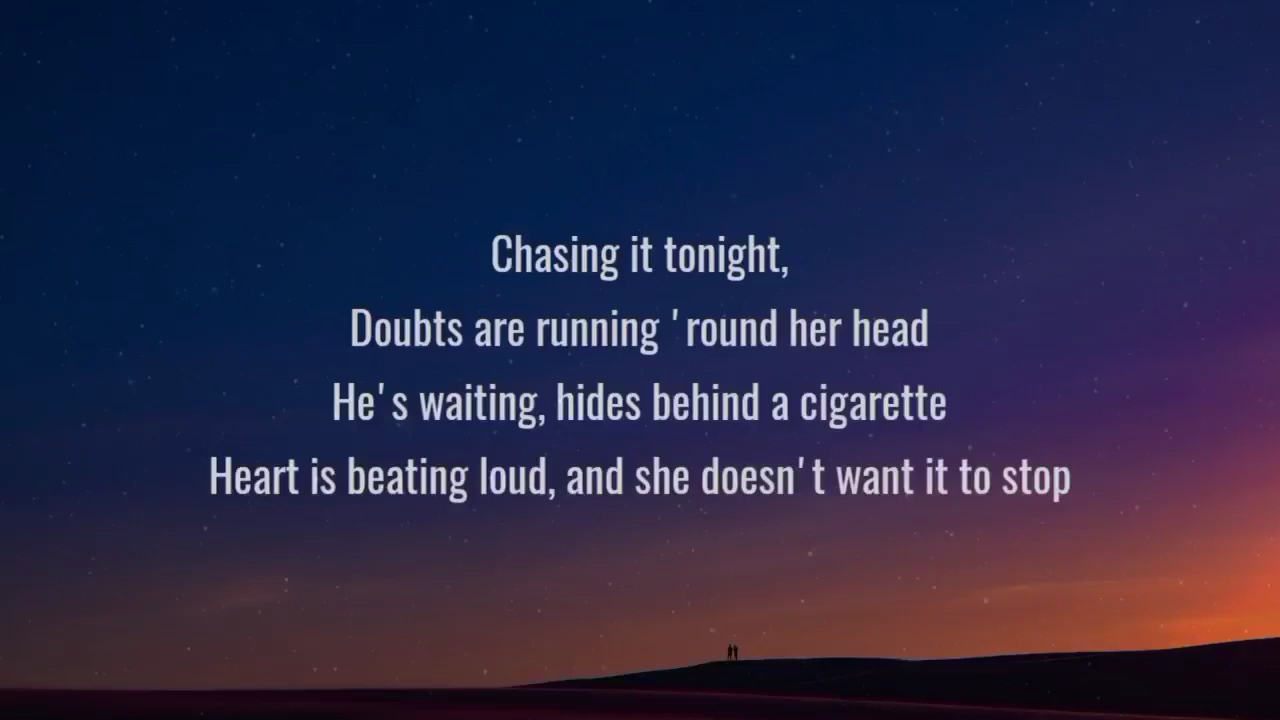 Chasing it tonight,
Doubts are running 'round her head
He's waiting, hides behind a cigarette
Heart is beating loud, and she doesn't want it to stop